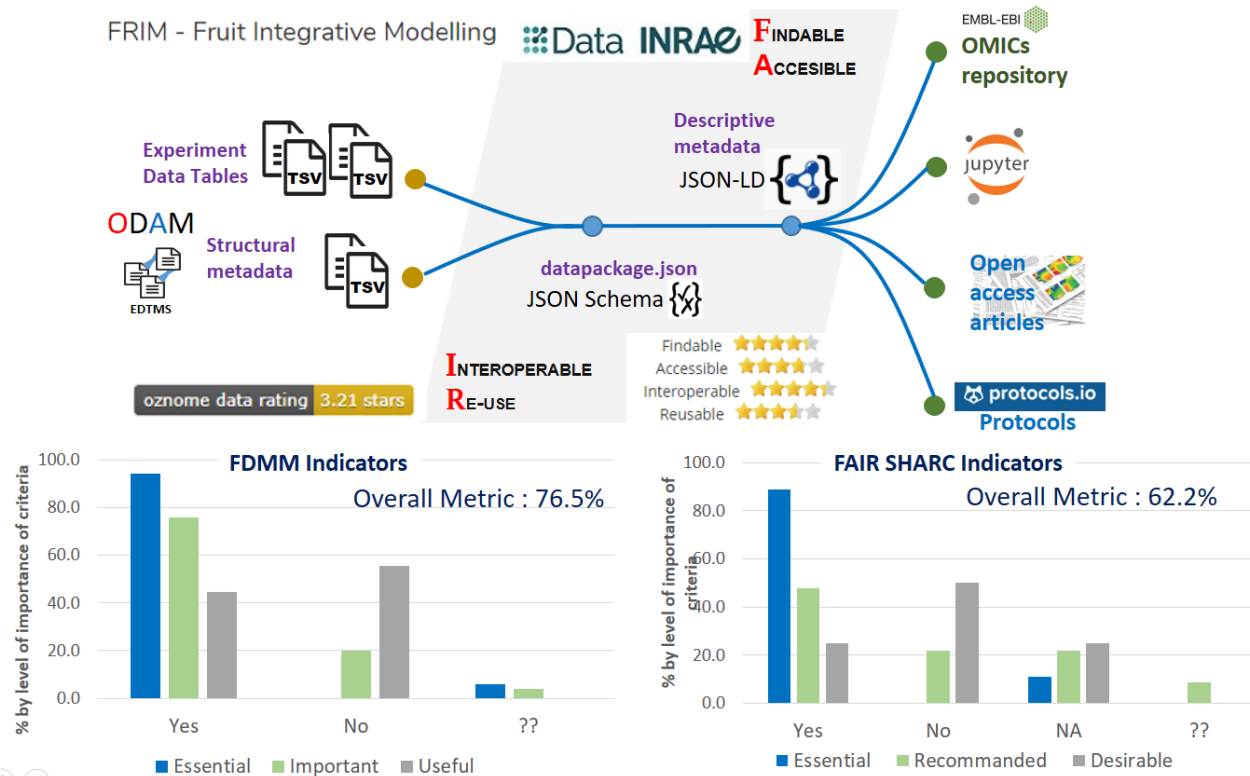 FRIM - Fruit Integrative Modelling
Data INRAE
FINDABLE
ACCESIBLE
EMBL-EBI
OMICs
repository
Experiment
Data Tables
TSV
TSV
Descriptive
metadata
JSON-LD
jupyter
ODAM
EDTMS
Structural
metadata
TSV
datapackage.json
JSON Schema
Open
access
articles
INTEROPERABLE
RE-USE
Findable
Accessible
Interoperable
Reusable
oznome data rating 3.21 stars
protocols.io
Protocols
FDMM Indicators
Overall Metric : 76.5%
% by level of importance of criteria
100.0
80.0
60.0
40.0
20.0
0.0
Yes No ??
Essential Important Useful
FAIR SHARC Indicators
Overall Metric : 62.2%
% by level of importance of
criteria
100.0
80.0
60.0
40.0
20.0
0.0
Yes No NA ??
Essential Recommanded Desirable